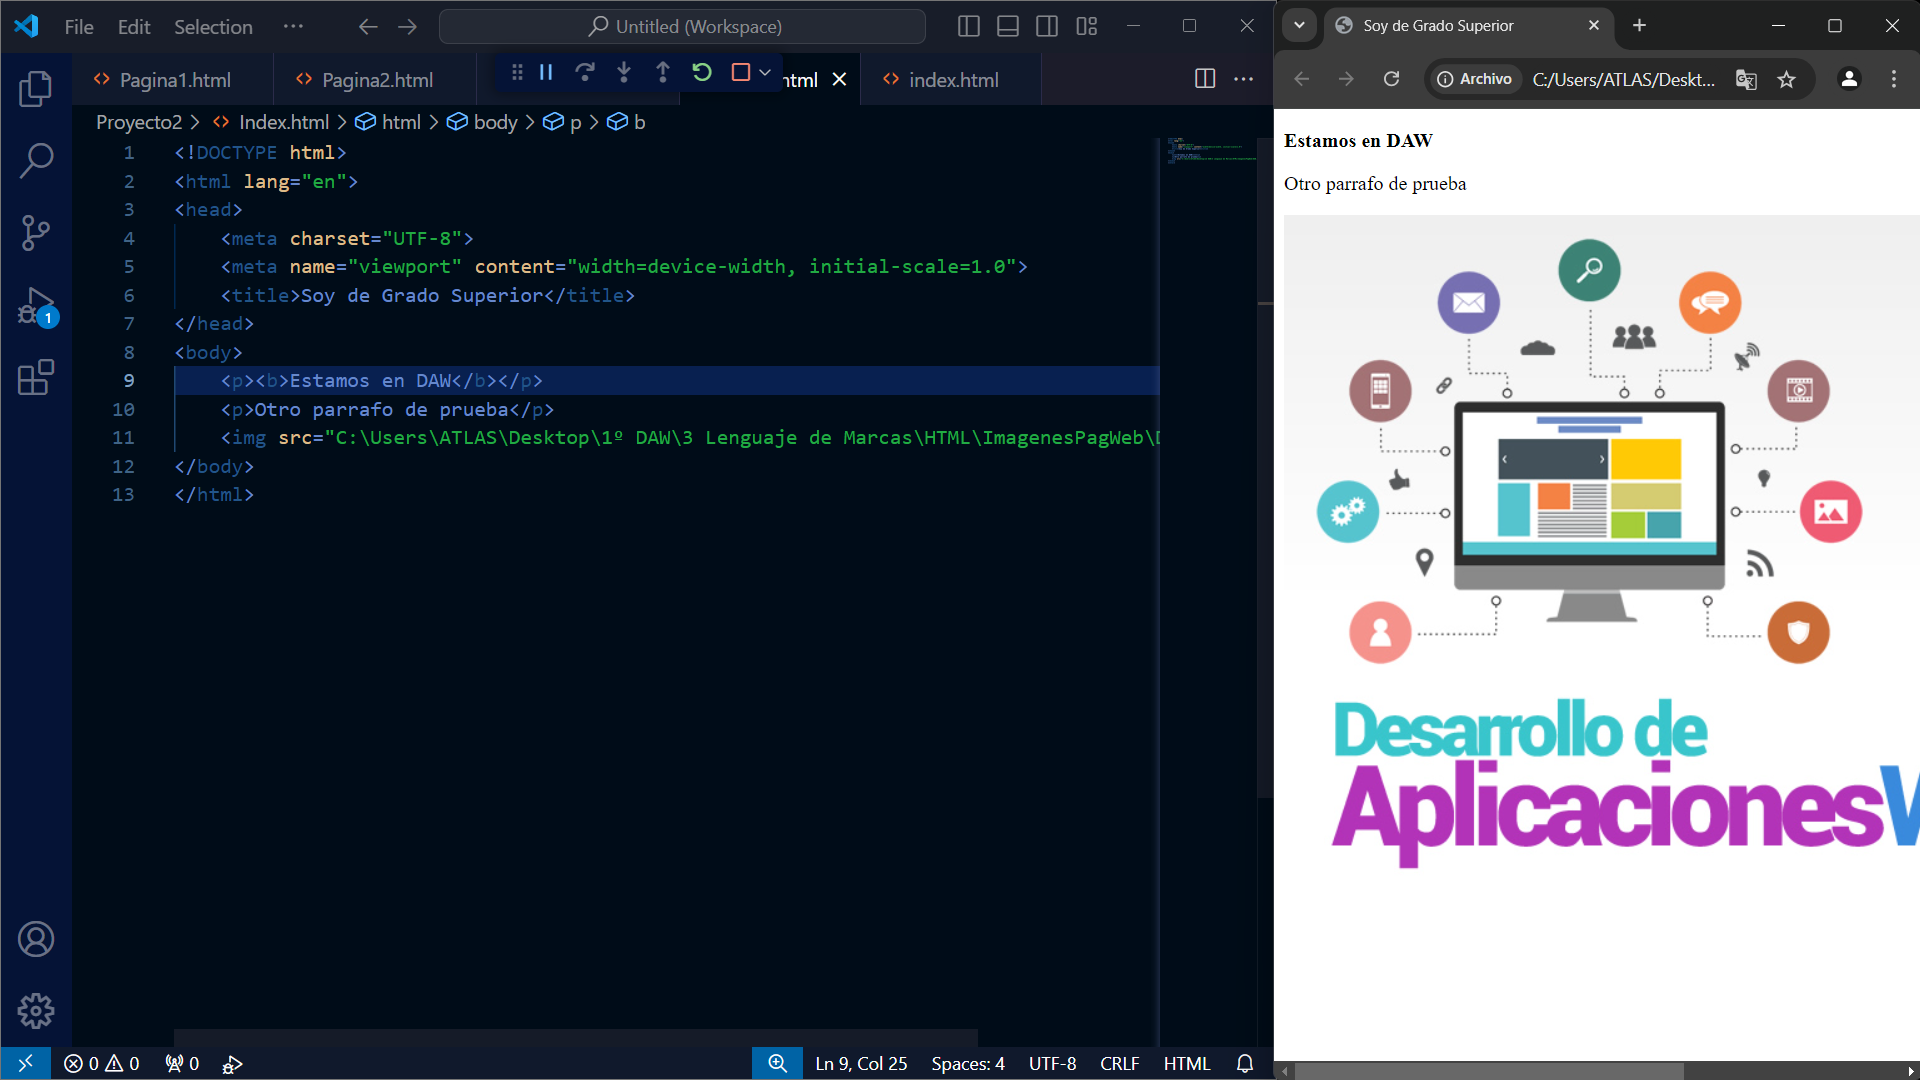 File Edit Selection ··· Untitled (Workspace)
Pagina1.html Pagina2.html html index.html
Proyecto2 > Index.html > html > body > p > b
1 <!DOCTYPE html>
2 <html lang="en">
3 <head>
4 <meta charset="UTF-8">
5 <meta name="viewport" content="width=device-width, initial-scale=1.0">
6 <title>Soy de Grado Superior</title>
7 </head>
8 <body>
9 <p><b>Estamos en DAW</b></p>
10 <p>Otro parrafo de prueba</p>
11 <img src="C:\Users\ATLAS\Desktop\1º DAW\3 Lenguaje de Marcas\HTML\ImagenesPagWeb\D
12 </body>
13 </html>
1
0 0 0 Ln 9, Col 25 Spaces: 4 UTF-8 CRLF HTML
Soy de Grado Superior
Archivo C:/Users/ATLAS/Deskt...
Estamos en DAW
Otro parrafo de prueba
Desarrollo de
AplicacionesW